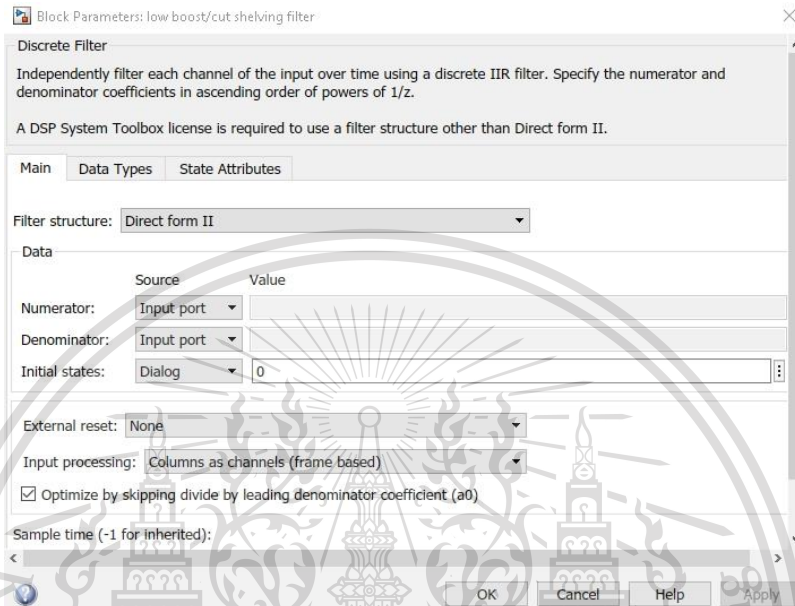 Block Parameters: low boost/cut shelving filter
Discrete Filter
Independently filter each channel of the input over time using a discrete IIR filter. Specify the numerator and
denominator coefficients in ascending order of powers of 1/z.
A DSP System Toolbox license is required to use a filter structure other than Direct form II.
Main Data Types State Attributes
Filter structure: Direct form II
Data
Source Value
Numerator: Input port
Denominator: Input port
Initial states: Dialog 0
External reset: None
Input processing: Columns as channels (frame based)
Optimize by skipping divide by leading denominator coefficient (a0)
Sample time (-1 for inherited):
OK Cancel Help Apply